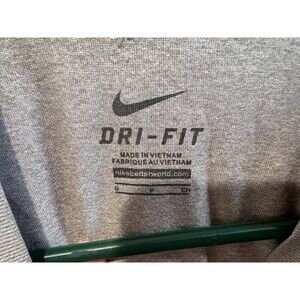 DRI-FIT
MADE IN VIETNAM
FABRIQUÉ AU VIETNAM
nikebetterworld.com
S P CH